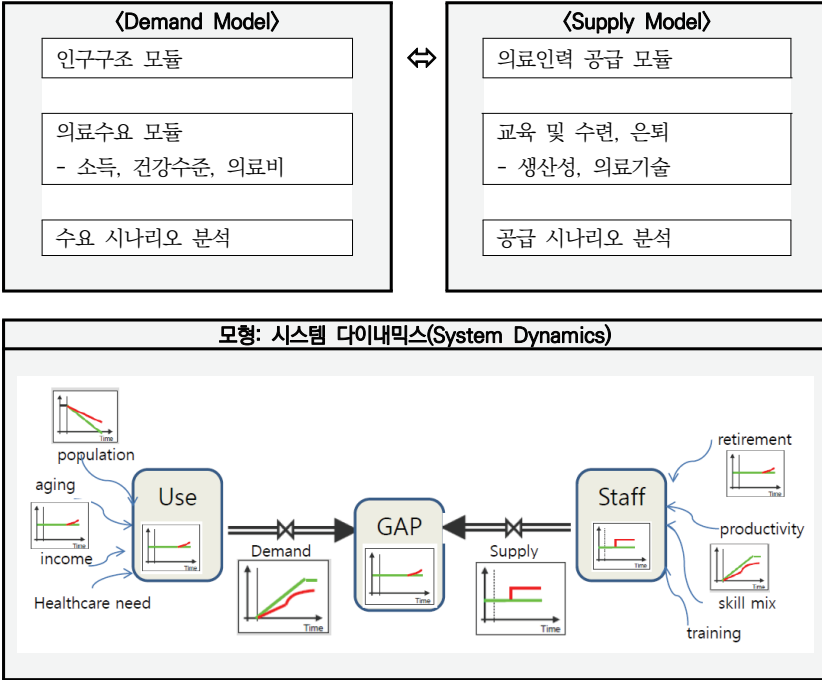 〈Demand Model〉
인구구조 모듈
의료수요 모듈
- 소득, 건강수준, 의료비
수요 시나리오 분석
⇔
〈Supply Model〉
의료인력 공급 모듈
교육 및 수련, 은퇴
- 생산성, 의료기술
공급 시나리오 분석
모형: 시스템 다이내믹스(System Dynamics)
Time
population
aging
Time
income
Healthcare need
Use
Time
Demand
Time
GAP
Time
Supply
Time
Staff
Time
retirement
Time
productivity
Time
skill mix
training